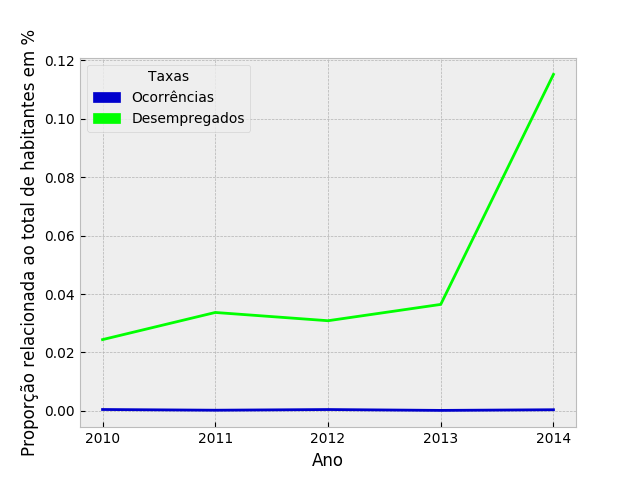 Proporção relacionada ao total de habitantes em %
0.12
0.10
0.08
0.06
0.04
0.02
0.00
Taxas
Ocorrências
Desempregados
2010 2011 2012 2013 2014
Ano